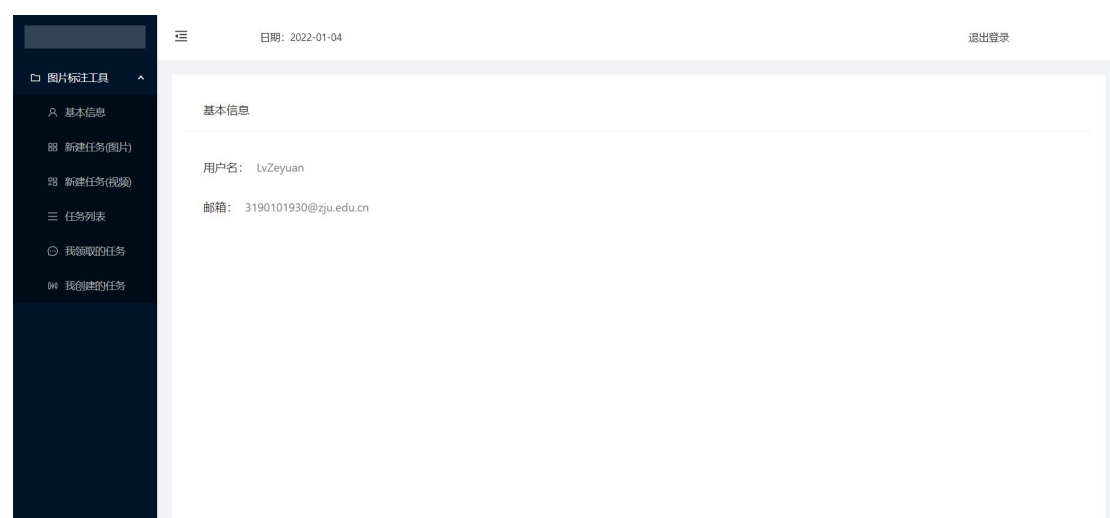 日期: 2022-01-04
退出登录
图片标注工具
基本信息
新建任务(图片)
新建任务(视频)
任务列表
我领取的任务
我创建的任务
基本信息
用户名: LvZeyuan
邮箱: 3190101930@zju.edu.cn